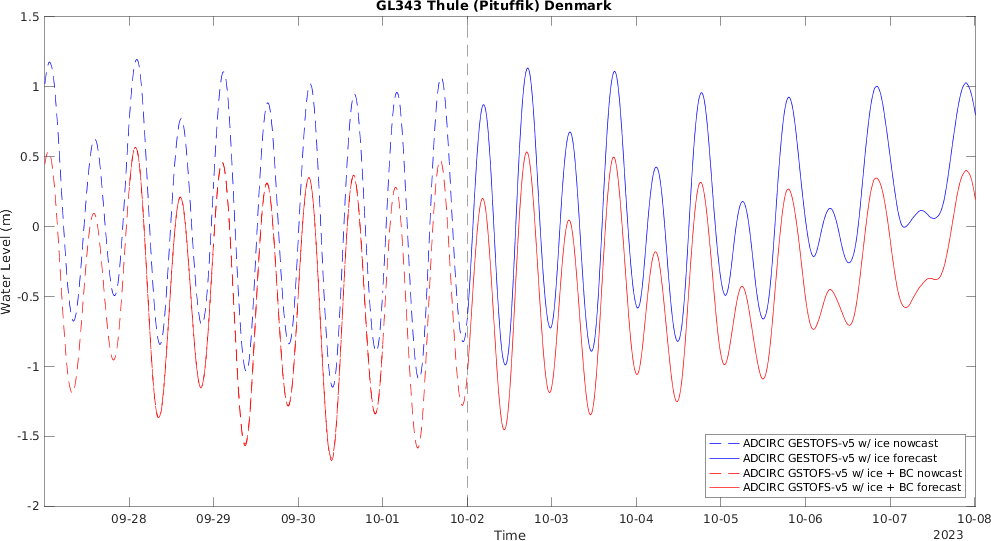 GL343 Thule (Pituffik) Denmark
1.5
1
0.5
0
-0.5
-1
-1.5
-2
Water Level (m)
ADCIRC GESTOFS-v5 w/ ice nowcast
ADCIRC GESTOFS-v5 w/ ice forecast
ADCIRC GSTOFS-v5 w/ ice + BC nowcast
ADCIRC GSTOFS-v5 w/ ice + BC forecast
09-28 09-29 09-30 10-01 10-02 10-03 10-04 10-05 10-06 10-07 10-08
Time
2023